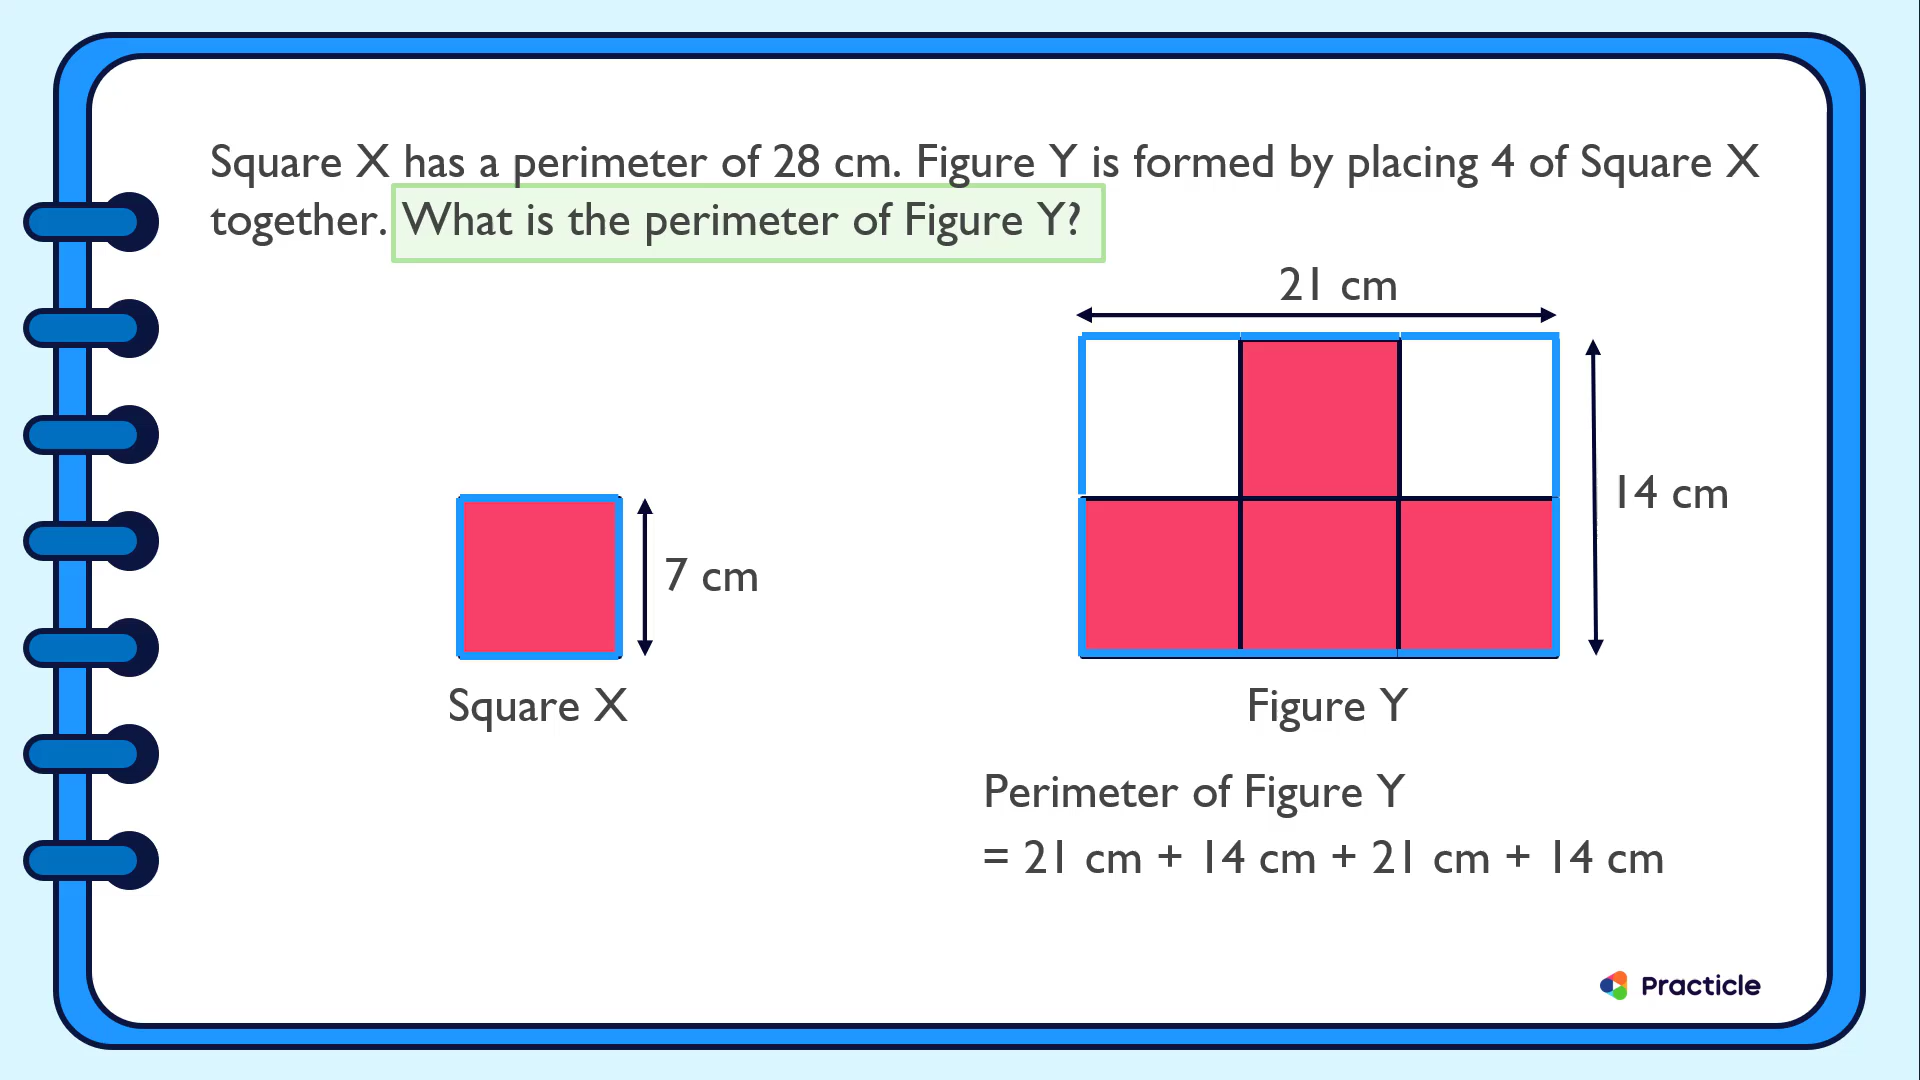 Square X has a perimeter of 28 cm. Figure Y is formed by placing 4 of Square X
together. What is the perimeter of Figure Y?
21 cm
14 cm
7 cm
Square X
Figure Y
Perimeter of Figure Y
= 21 cm + 14 cm + 21 cm + 14 cm
Practicle